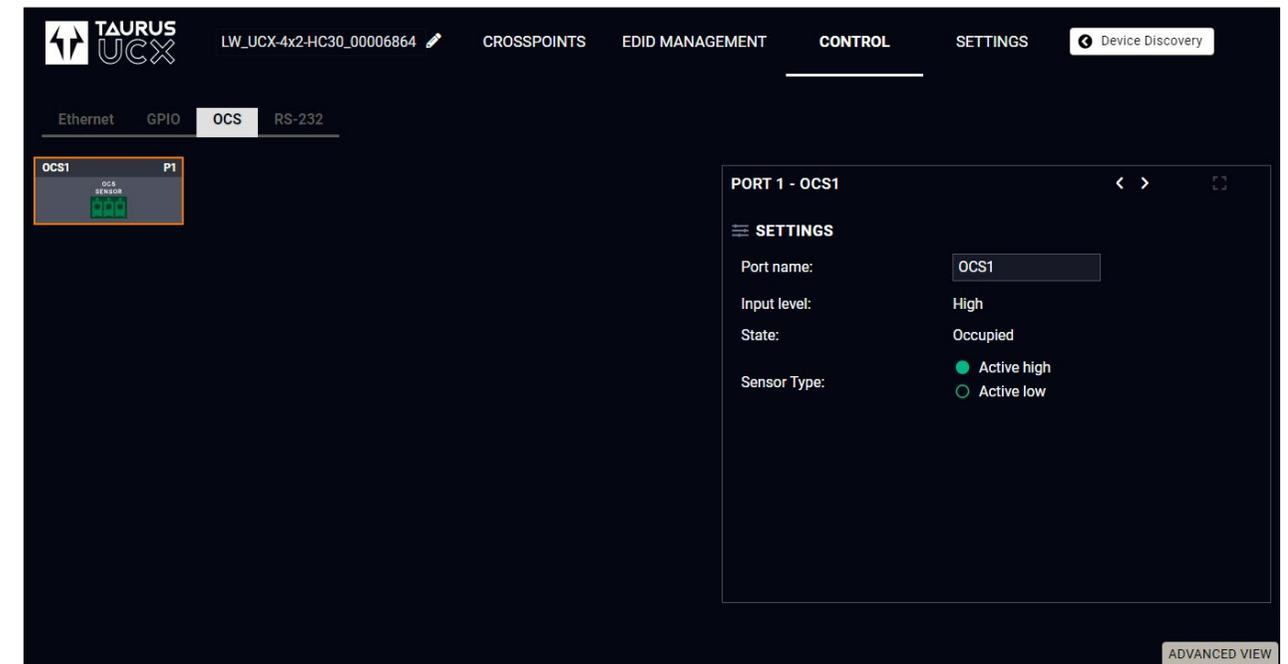 TAURUS
UCX
LW_UCX-4x2-HC30_00006864 CROSSPOINTS EDID MANAGEMENT CONTROL SETTINGS Device Discovery
Ethernet GPIO OCS RS-232
OCS1 P1
OCS
SENSOR
PORT 1 - OCS1 < >
SETTINGS
Port name: OCS1
Input level: High
State: Occupied
Sensor Type:
Active high
Active low
ADVANCED VIEW